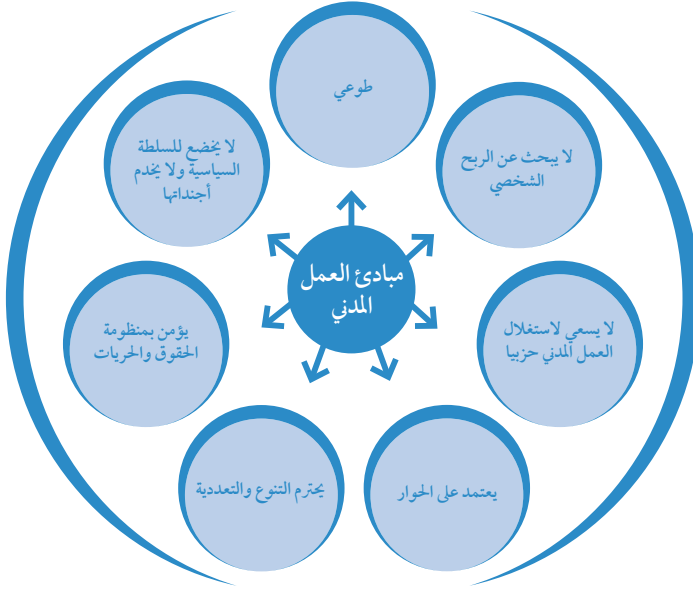 مبادئ العمل
المدني
طوعي
لا يبحث عن الربح
الشخصي
لا يسعي لاستغلال
العمل المدني حزبيا
يعتمد على الحوار
يحترم التنوع والتعددية
يؤمن بمنظومة
الحقوق والحريات
لا يخضع للسلطة
السياسية ولا يخدم
أجنداتها